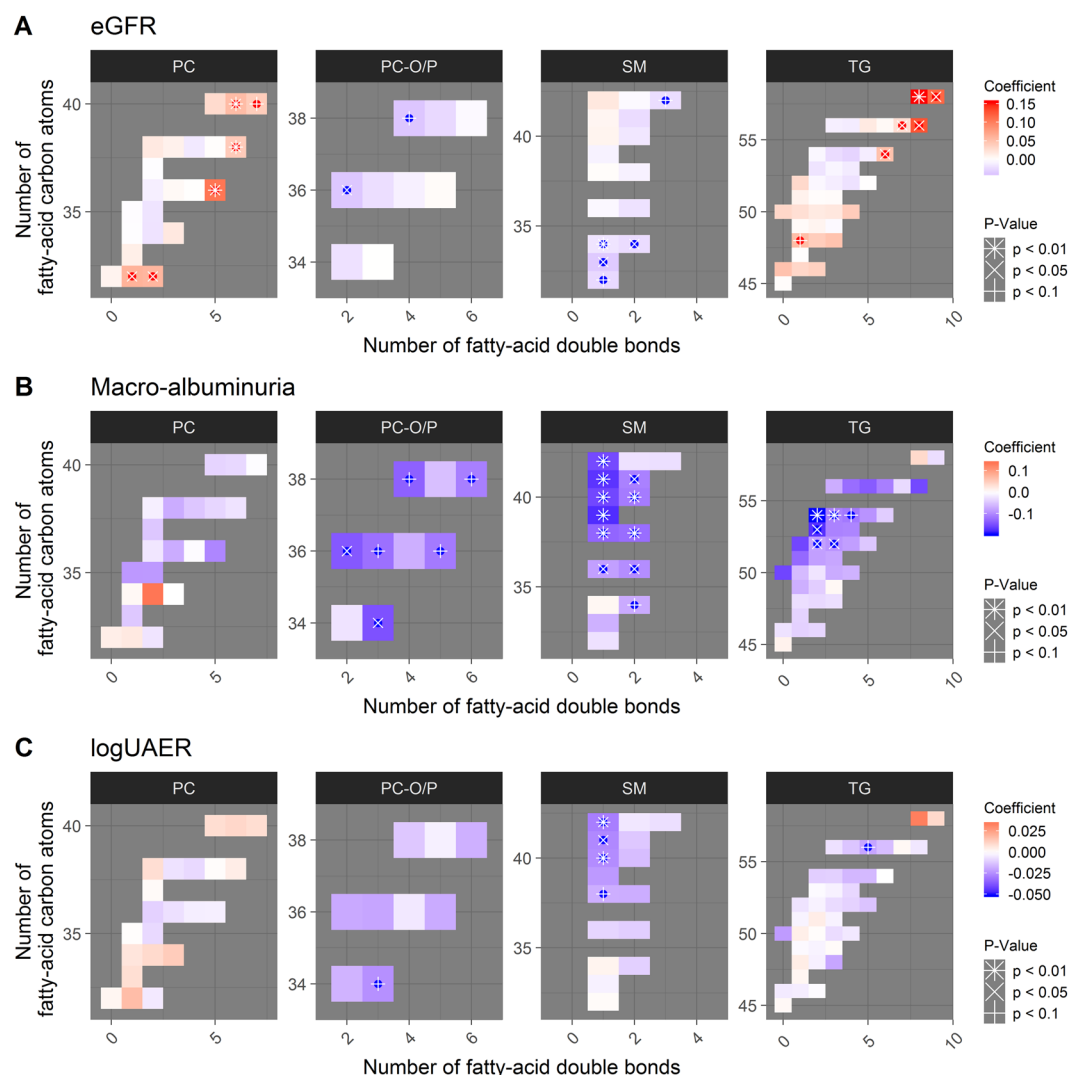 A eGFR
PC PC-O/P SM TG
Number of
fatty-acid carbon atoms
40
35
38
36
34
40
35
55
50
45
0 5
2 4 6
0 2 4
0 5 10
Number of fatty-acid double bonds
Coefficient
0.15
0.10
0.05
0.00
P-Value
p < 0.01
p < 0.05
p < 0.1
B Macro-albuminuria
PC PC-O/P SM TG
Number of
fatty-acid carbon atoms
40
35
38
36
34
40
35
55
50
45
0 5
2 4 6
0 2 4
0 5 10
Number of fatty-acid double bonds
Coefficient
0.1
0.0
-0.1
P-Value
p < 0.01
p < 0.05
p < 0.1
C logUAER
PC PC-O/P SM TG
Number of
fatty-acid carbon atoms
40
35
38
36
34
40
35
55
50
45
0 5
2 4 6
0 2 4
0 5 10
Number of fatty-acid double bonds
Coefficient
0.025
0.000
-0.025
-0.050
P-Value
p < 0.01
p < 0.05
p < 0.1